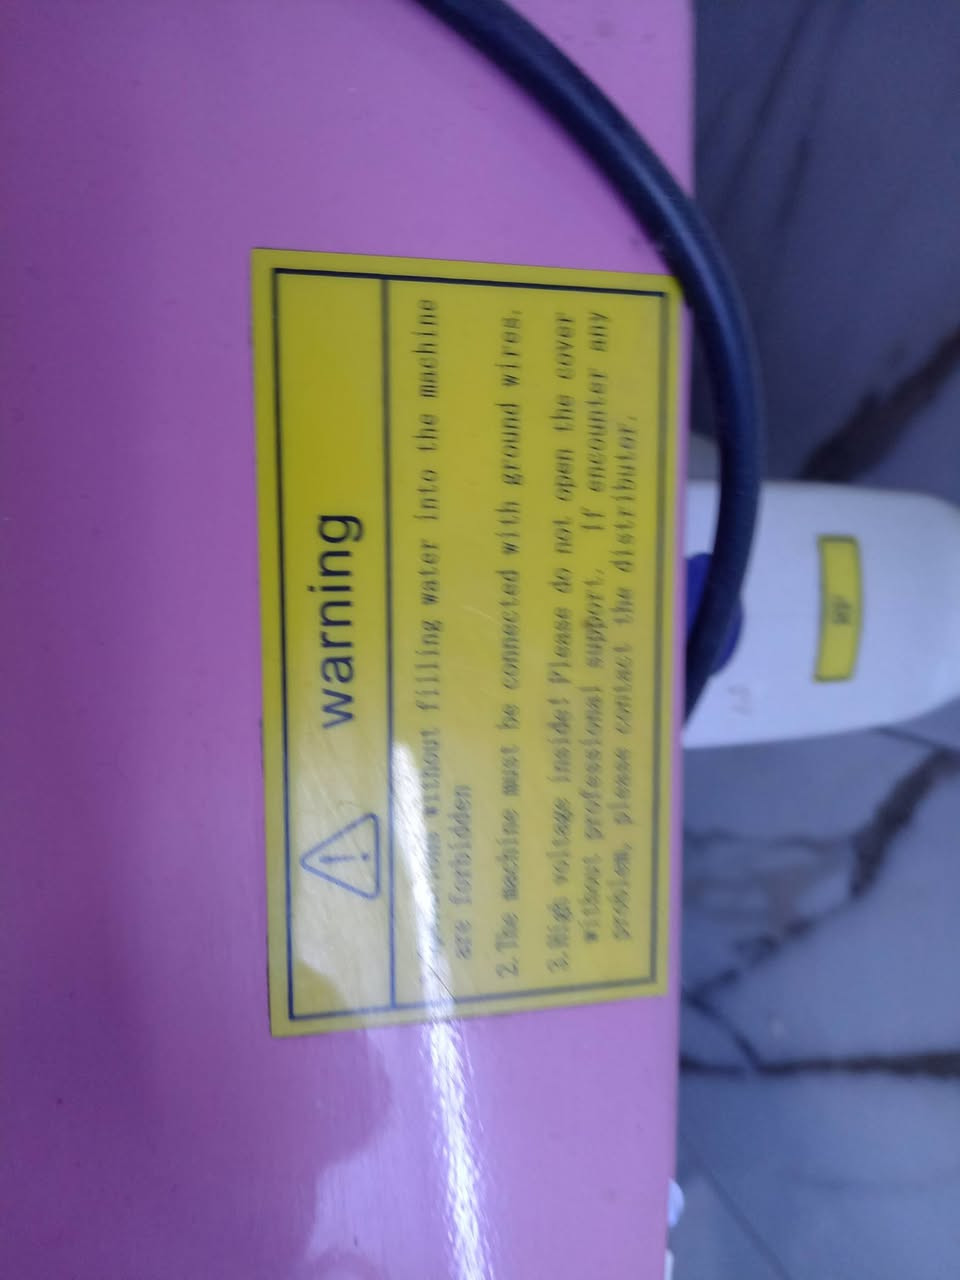 warning
without filling water into the machine
are forbidden
2.The machine must be connected with ground wires.
3.High voltage inside! Please do not open the cover
without professional support. If encounter any
problem, please contact the distributor.